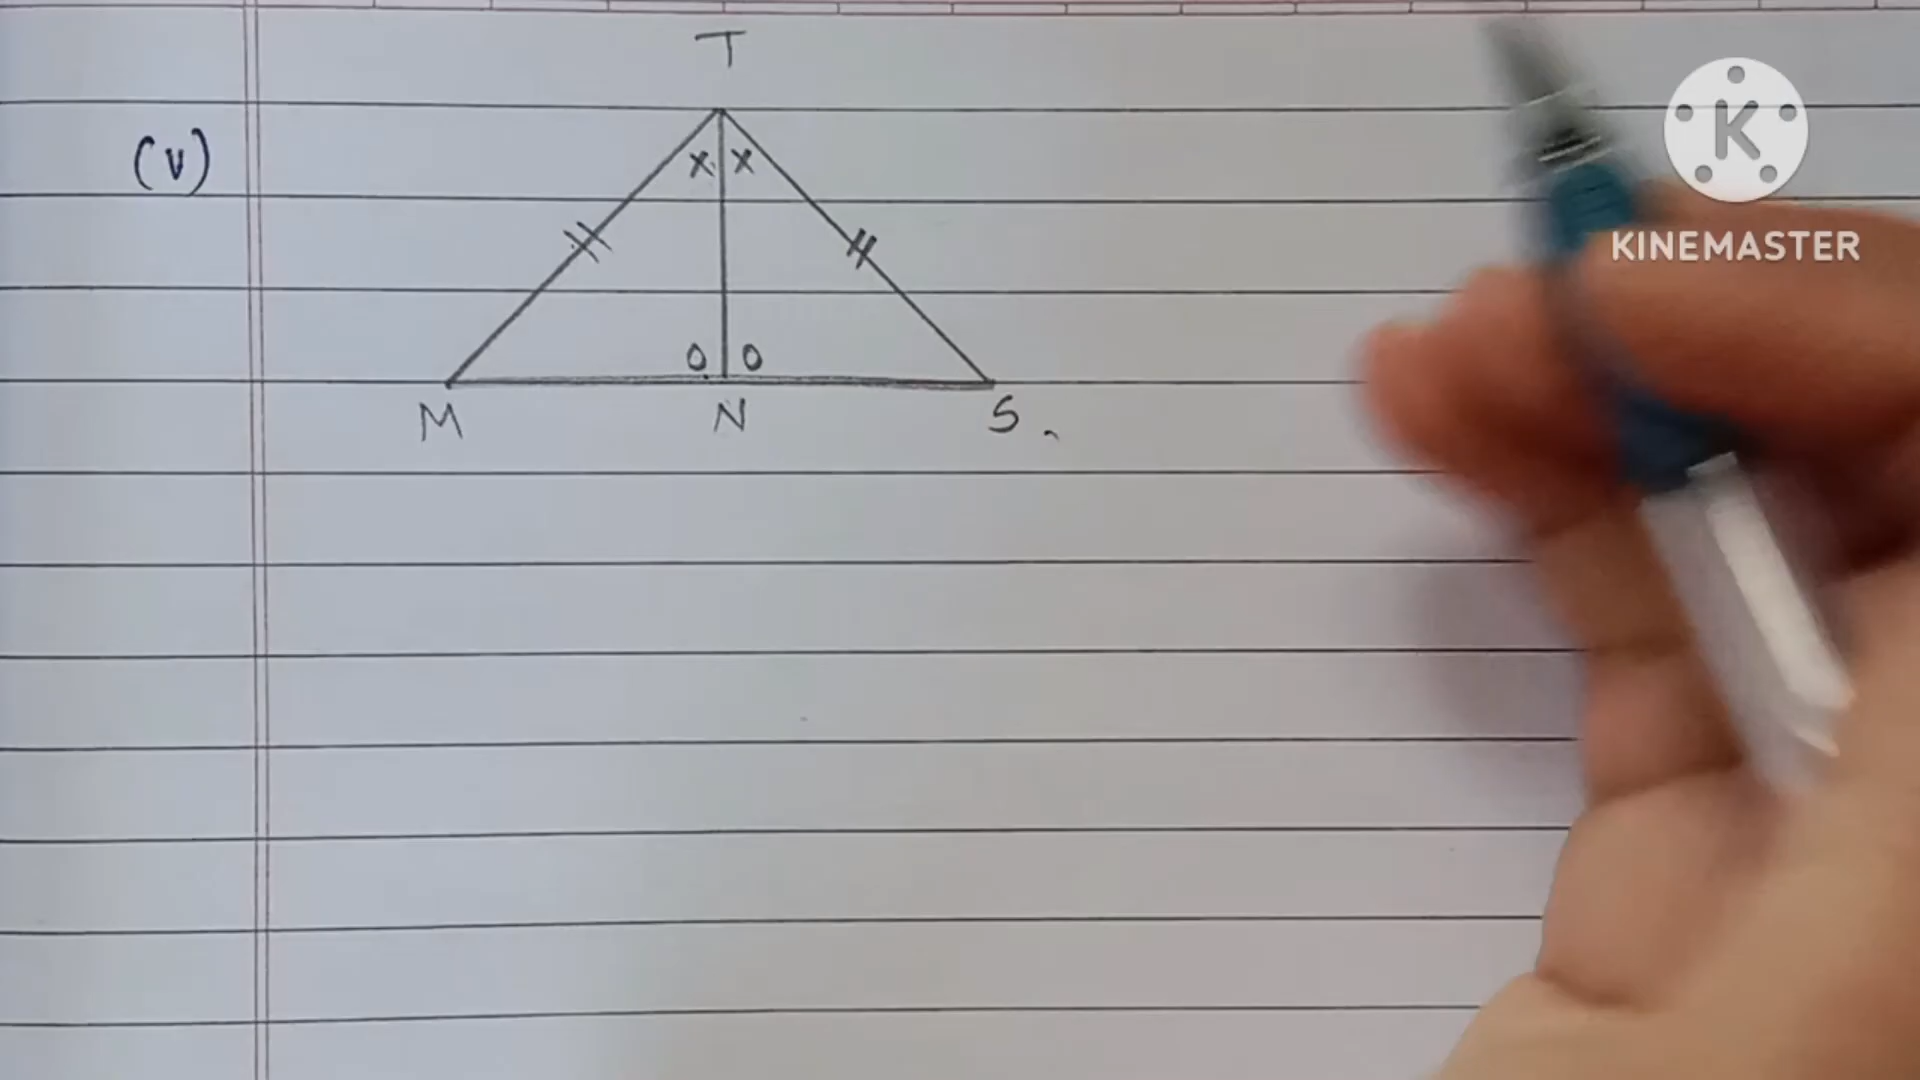 T
(v)
x x
K
KINEMASTER
o o
M N S.